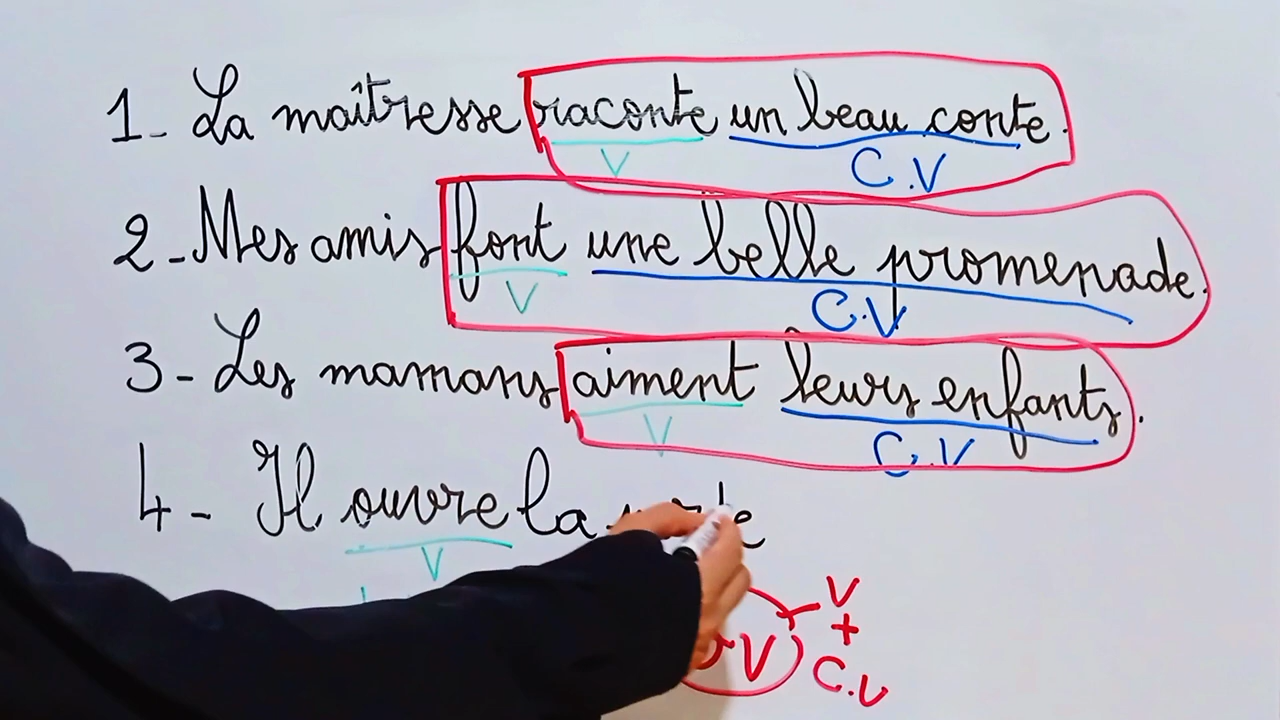 1- La maîtresse raconte un beau conte.
V C.V
2- Mes amis font une belle promenade.
V C.V
3- Les mamans aiment leurs enfants.
V C.V
4- Il ouvre la
V
V
+
V C.V